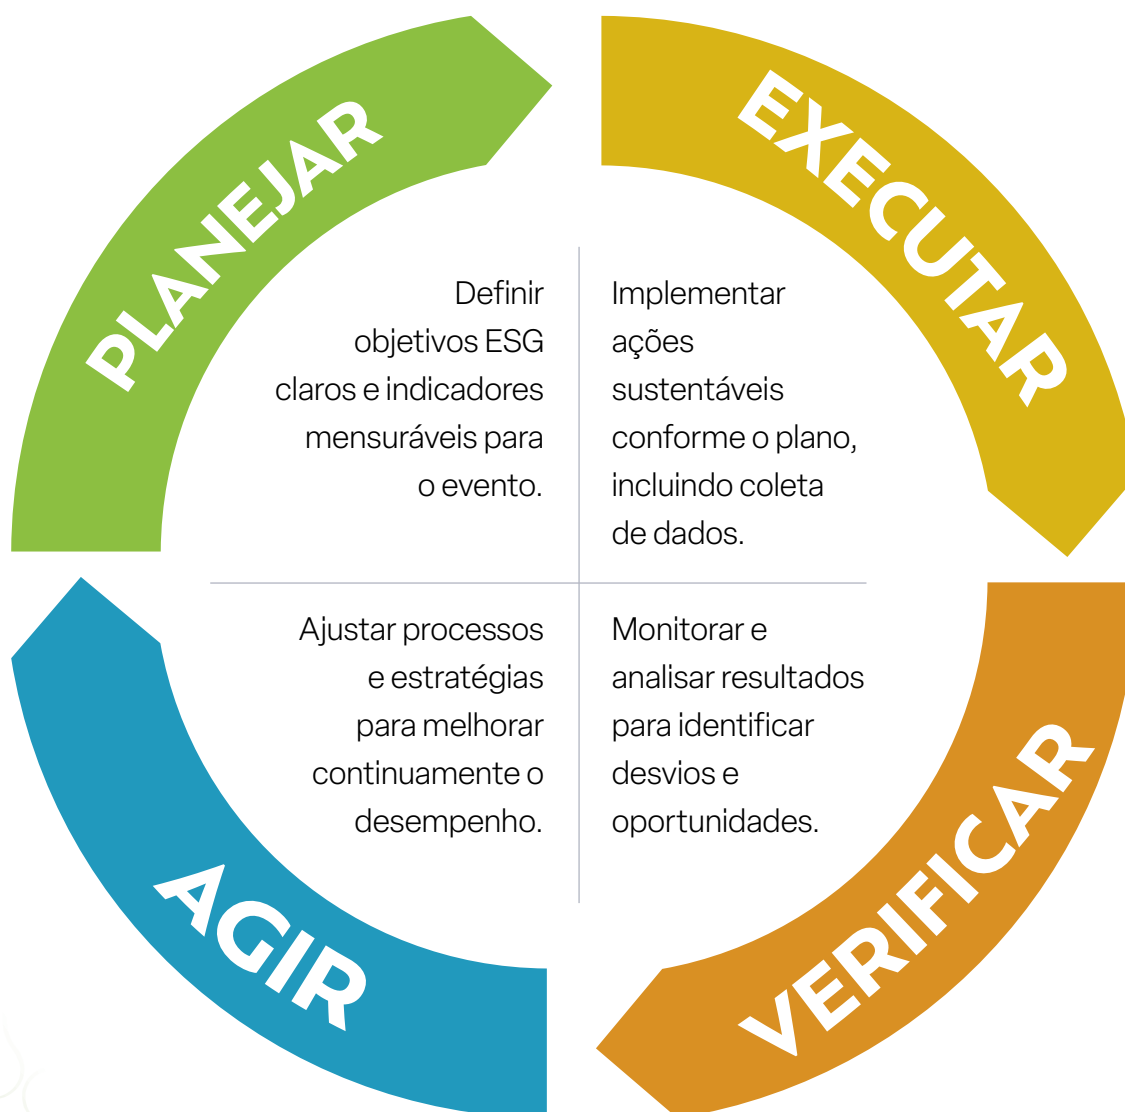 PLANEJAR
Definir
objetivos ESG
claros e indicadores
mensuráveis para
o evento.
EXECUTAR
Implementar
ações
sustentáveis
conforme o plano,
incluindo coleta
de dados.
VERIFICAR
Monitorar e
analisar resultados
para identificar
desvios e
oportunidades.
AGIR
Ajustar processos
e estratégias
para melhorar
continuamente o
desempenho.